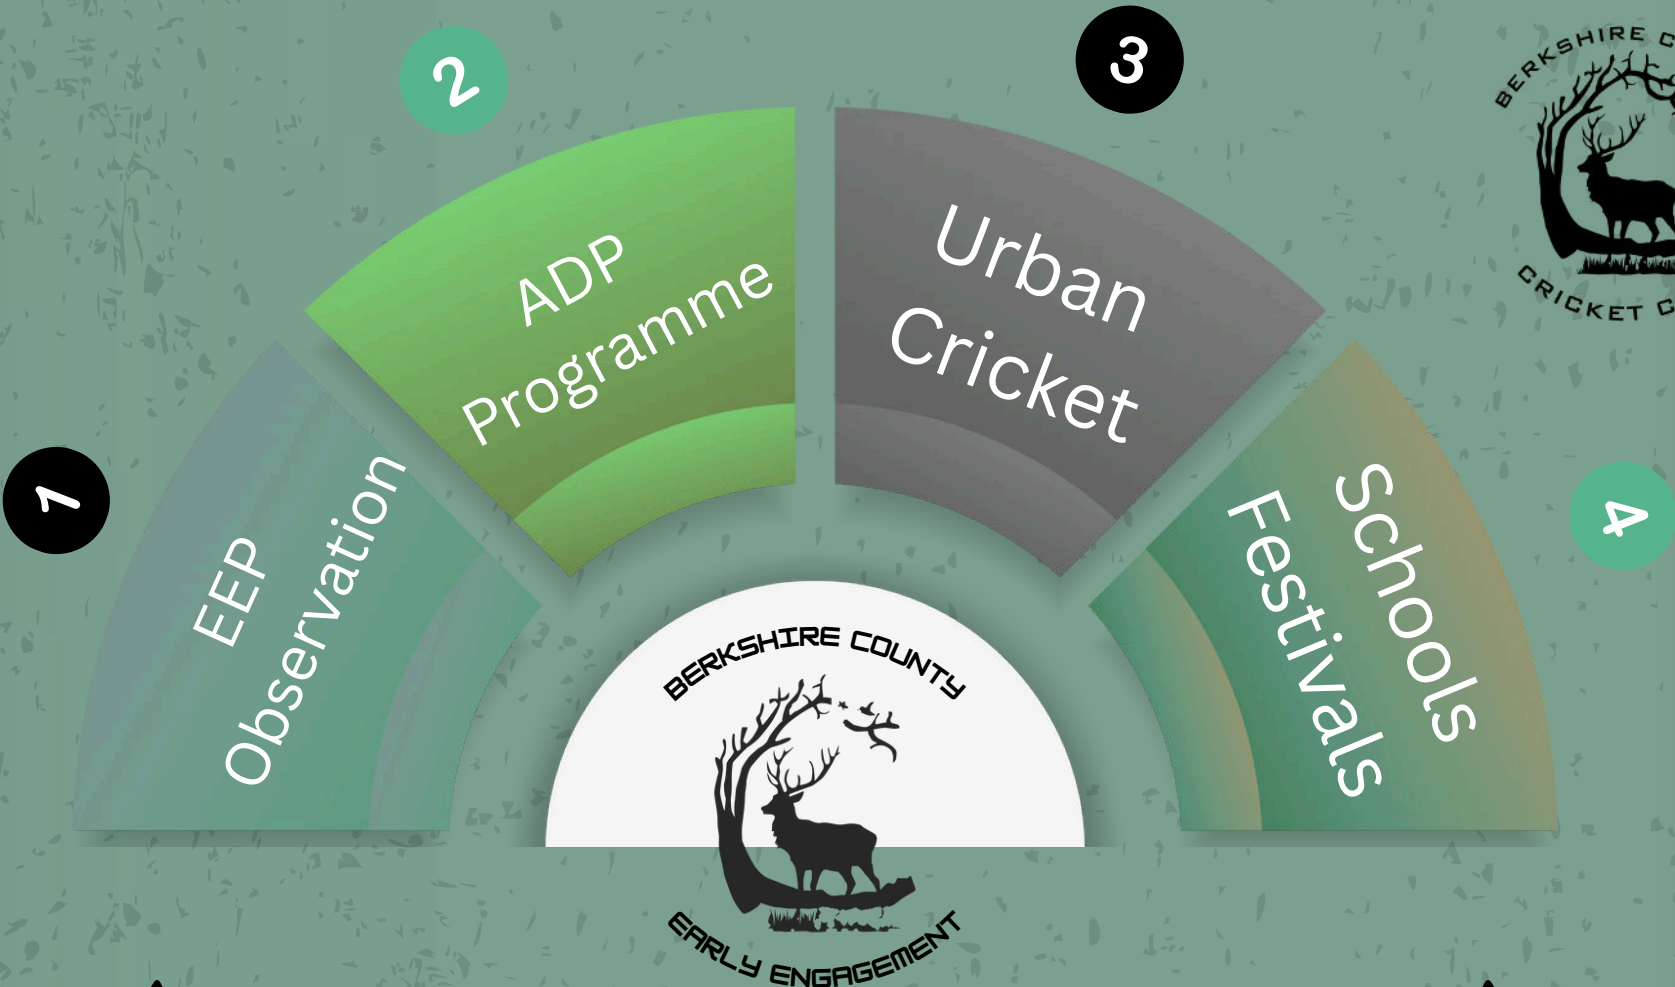 1
EEP
Observation
2
ADP
Programme
3
Urban
Cricket
4
Schools
Festivals
BERKSHIRE COUNTY
EARLY ENGAGEMENT
BERKSHIRE C
CRICKET C